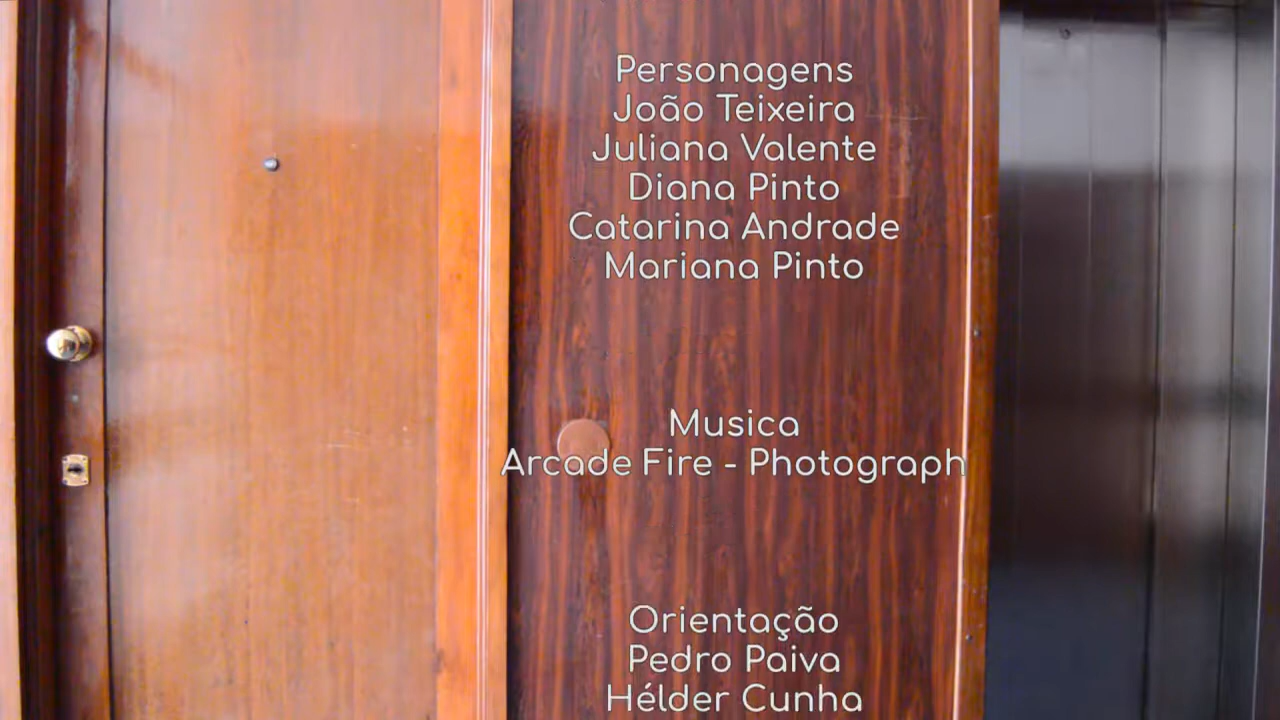 Personagens
João Teixeira
Juliana Valente
Diana Pinto
Catarina Andrade
Mariana Pinto
Musica
Arcade Fire - Photograph
Orientação
Pedro Paiva
Hélder Cunha